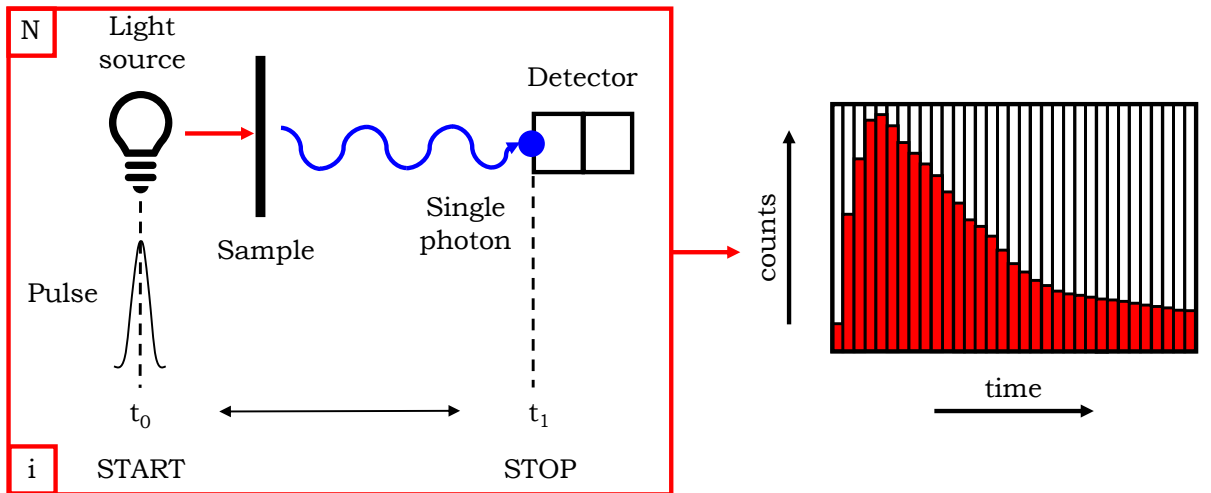 N
Light
source
Detector
Single
photon
Sample
Pulse
t₀
t₁
i
START
STOP
counts
time